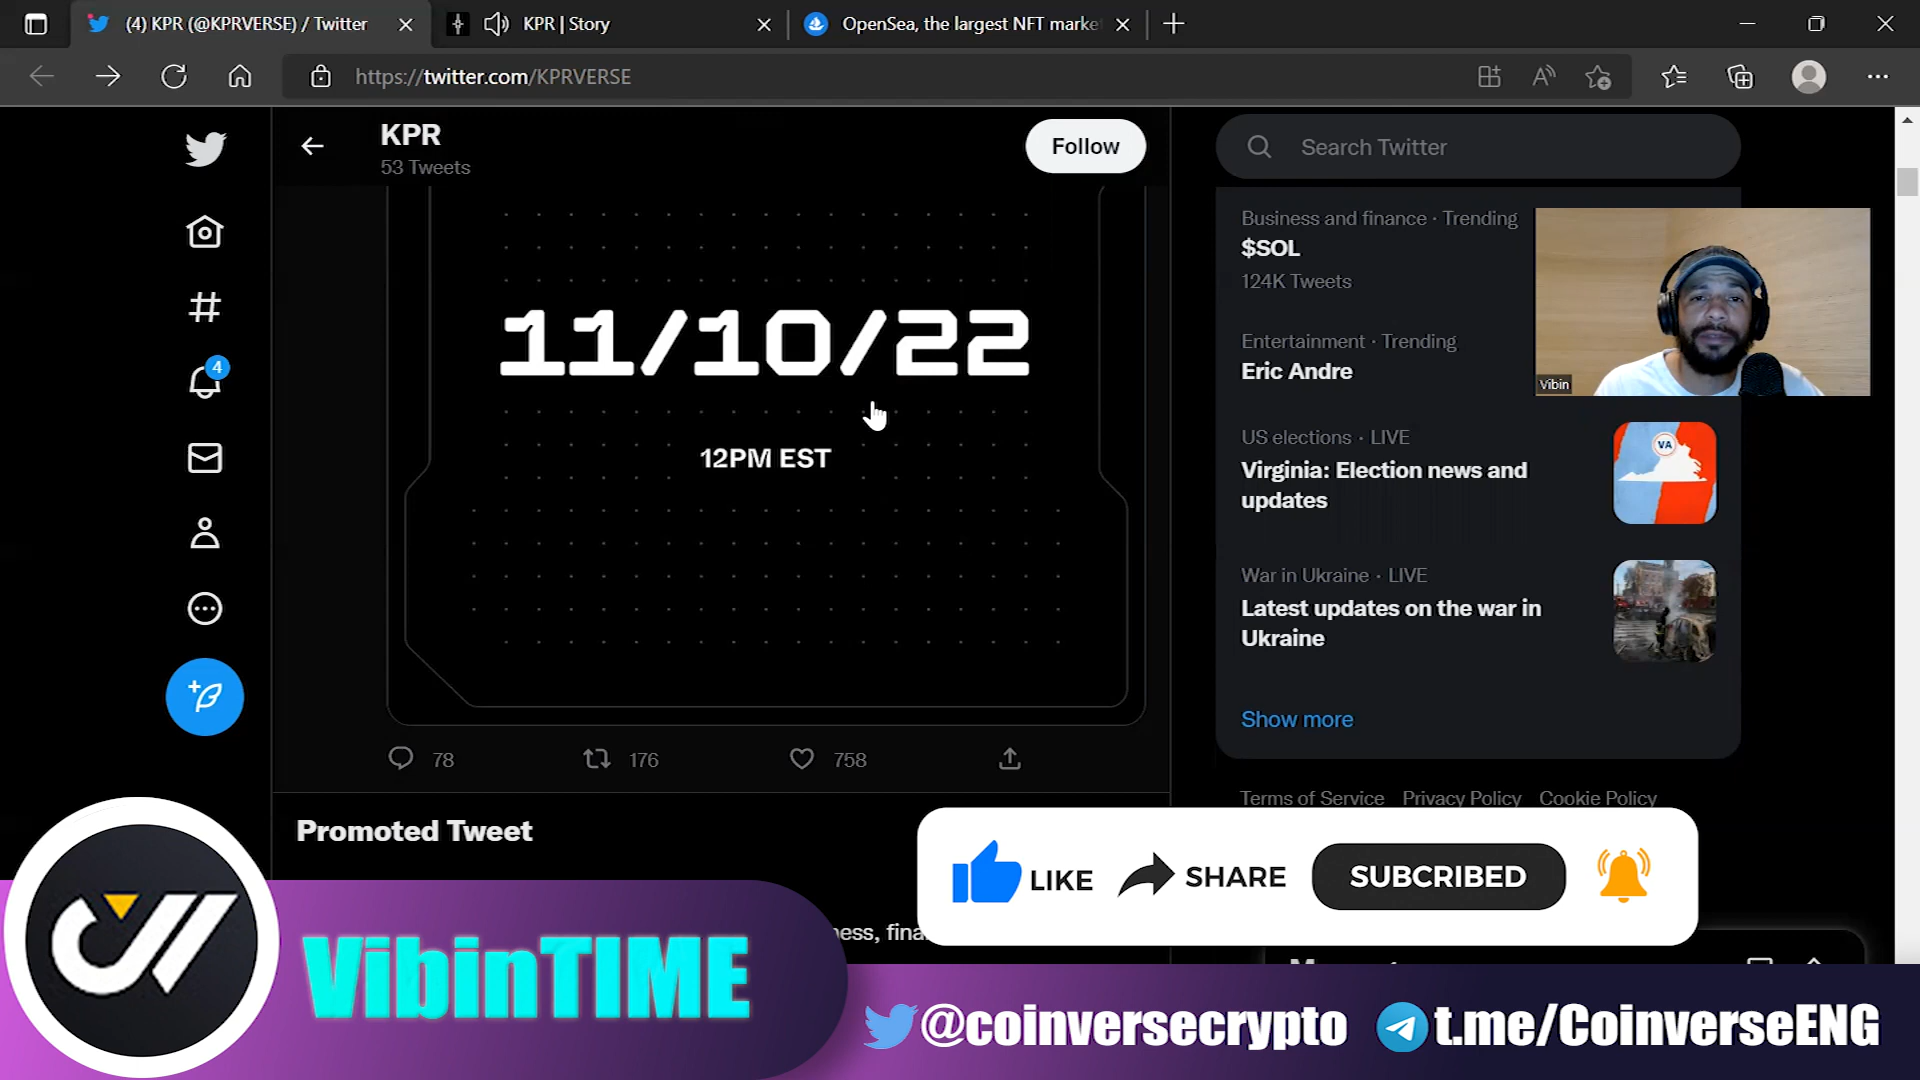 (4) KPR (@KPRVERSE) / Twitter
KPR | Story
OpenSea, the largest NFT marke
https://twitter.com/KPRVERSE
KPR
53 Tweets
Follow
Search Twitter
11/10/22
12PM EST
78
176
758
Promoted Tweet
4
Business and finance · Trending
$SOL
124K Tweets
Entertainment · Trending
Eric Andre
Vibin
US elections · LIVE
Virginia: Election news and
updates
VA
War in Ukraine · LIVE
Latest updates on the war in
Ukraine
Show more
Terms of Service Privacy Policy Cookie Policy
LIKE SHARE SUBCRIBED
VibinTIME
@coinversecrypto t.me/CoinverseENG